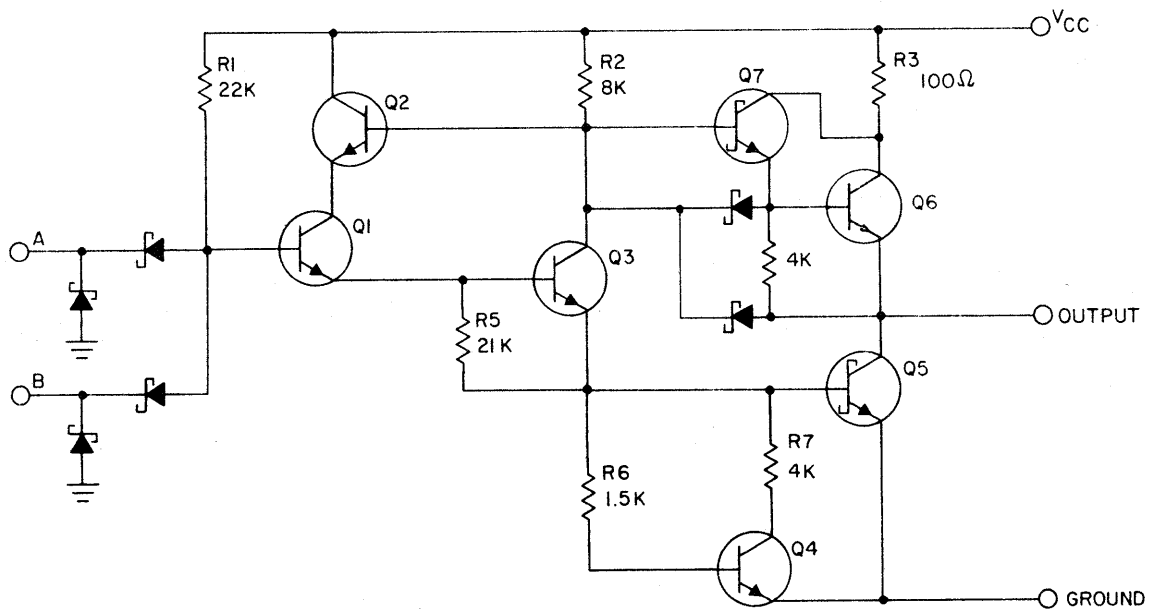 VCC
R1
22K
R2
8K
R3
100Ω
Q2
Q7
Q6
A
Q1
Q3
4K
R5
21K
OUTPUT
B
Q5
R7
4K
R6
1.5K
Q4
GROUND